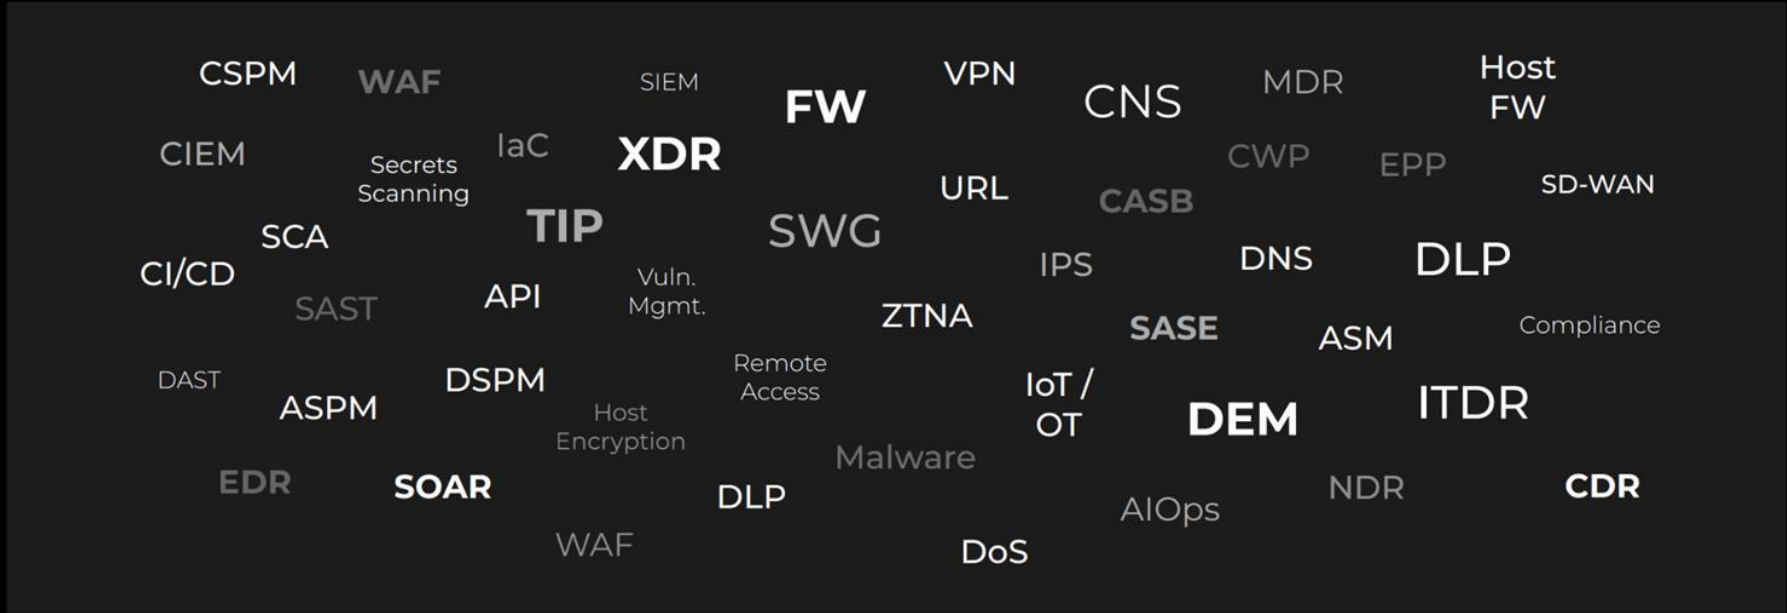 CSPM
WAF
SIEM
FW
VPN
CNS
MDR
Host
FW
CIEM
Secrets
Scanning
IaC
XDR
URL
CWP
EPP
CASB
SD-WAN
SCA
TIP
SWG
IPS
DNS
DLP
CI/CD
SAST
API
Vuln.
Mgmt.
ZTNA
SASE
ASM
Compliance
DAST
ASPM
DSPM
Remote
Access
IoT /
OT
DEM
ITDR
Host
Encryption
Malware
EDR
SOAR
DLP
AIOps
NDR
CDR
WAF
DoS